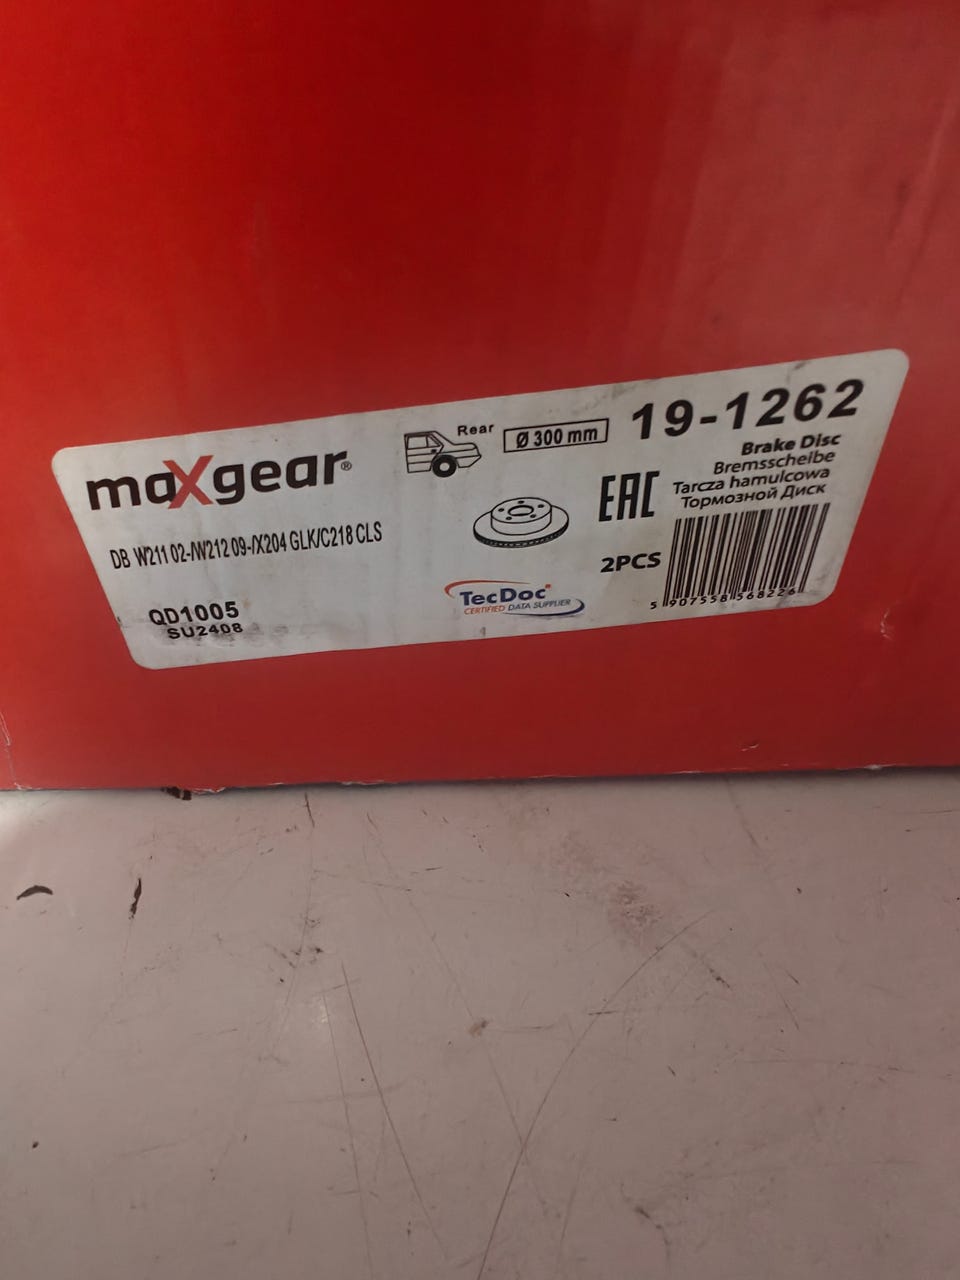 maXgear®
Rear
Ø 300 mm
19-1262
Brake Disc
Bremsscheibe
Tarcza hamulcowa
Тормозной Диск
EAC
DB W211 02-/W212 09-/X204 GLK/C218 CLS
2PCS
TecDoc
CERTIFIED DATA SUPPLIER
QD1005
SU2408
5 907558 568226